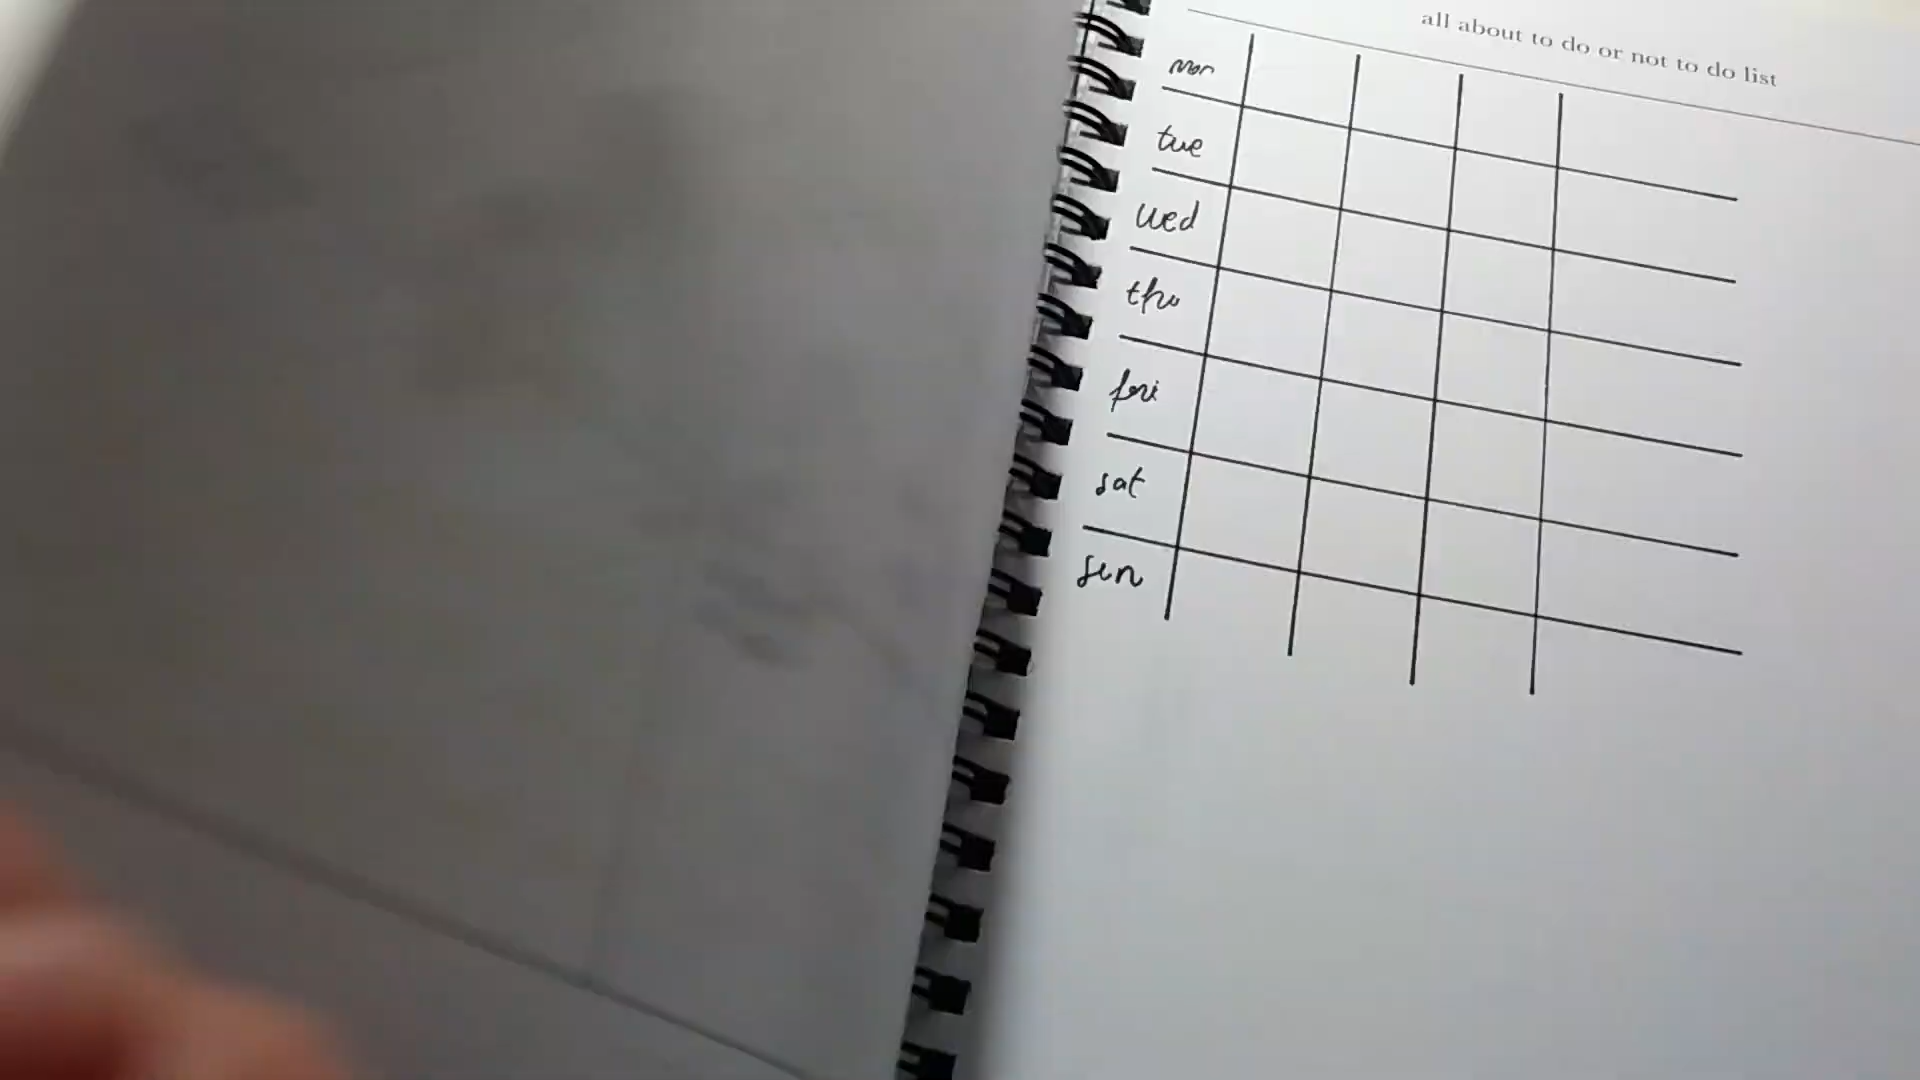 all about to do or not to do list
mon
tue
wed
thu
fri
sat
sun